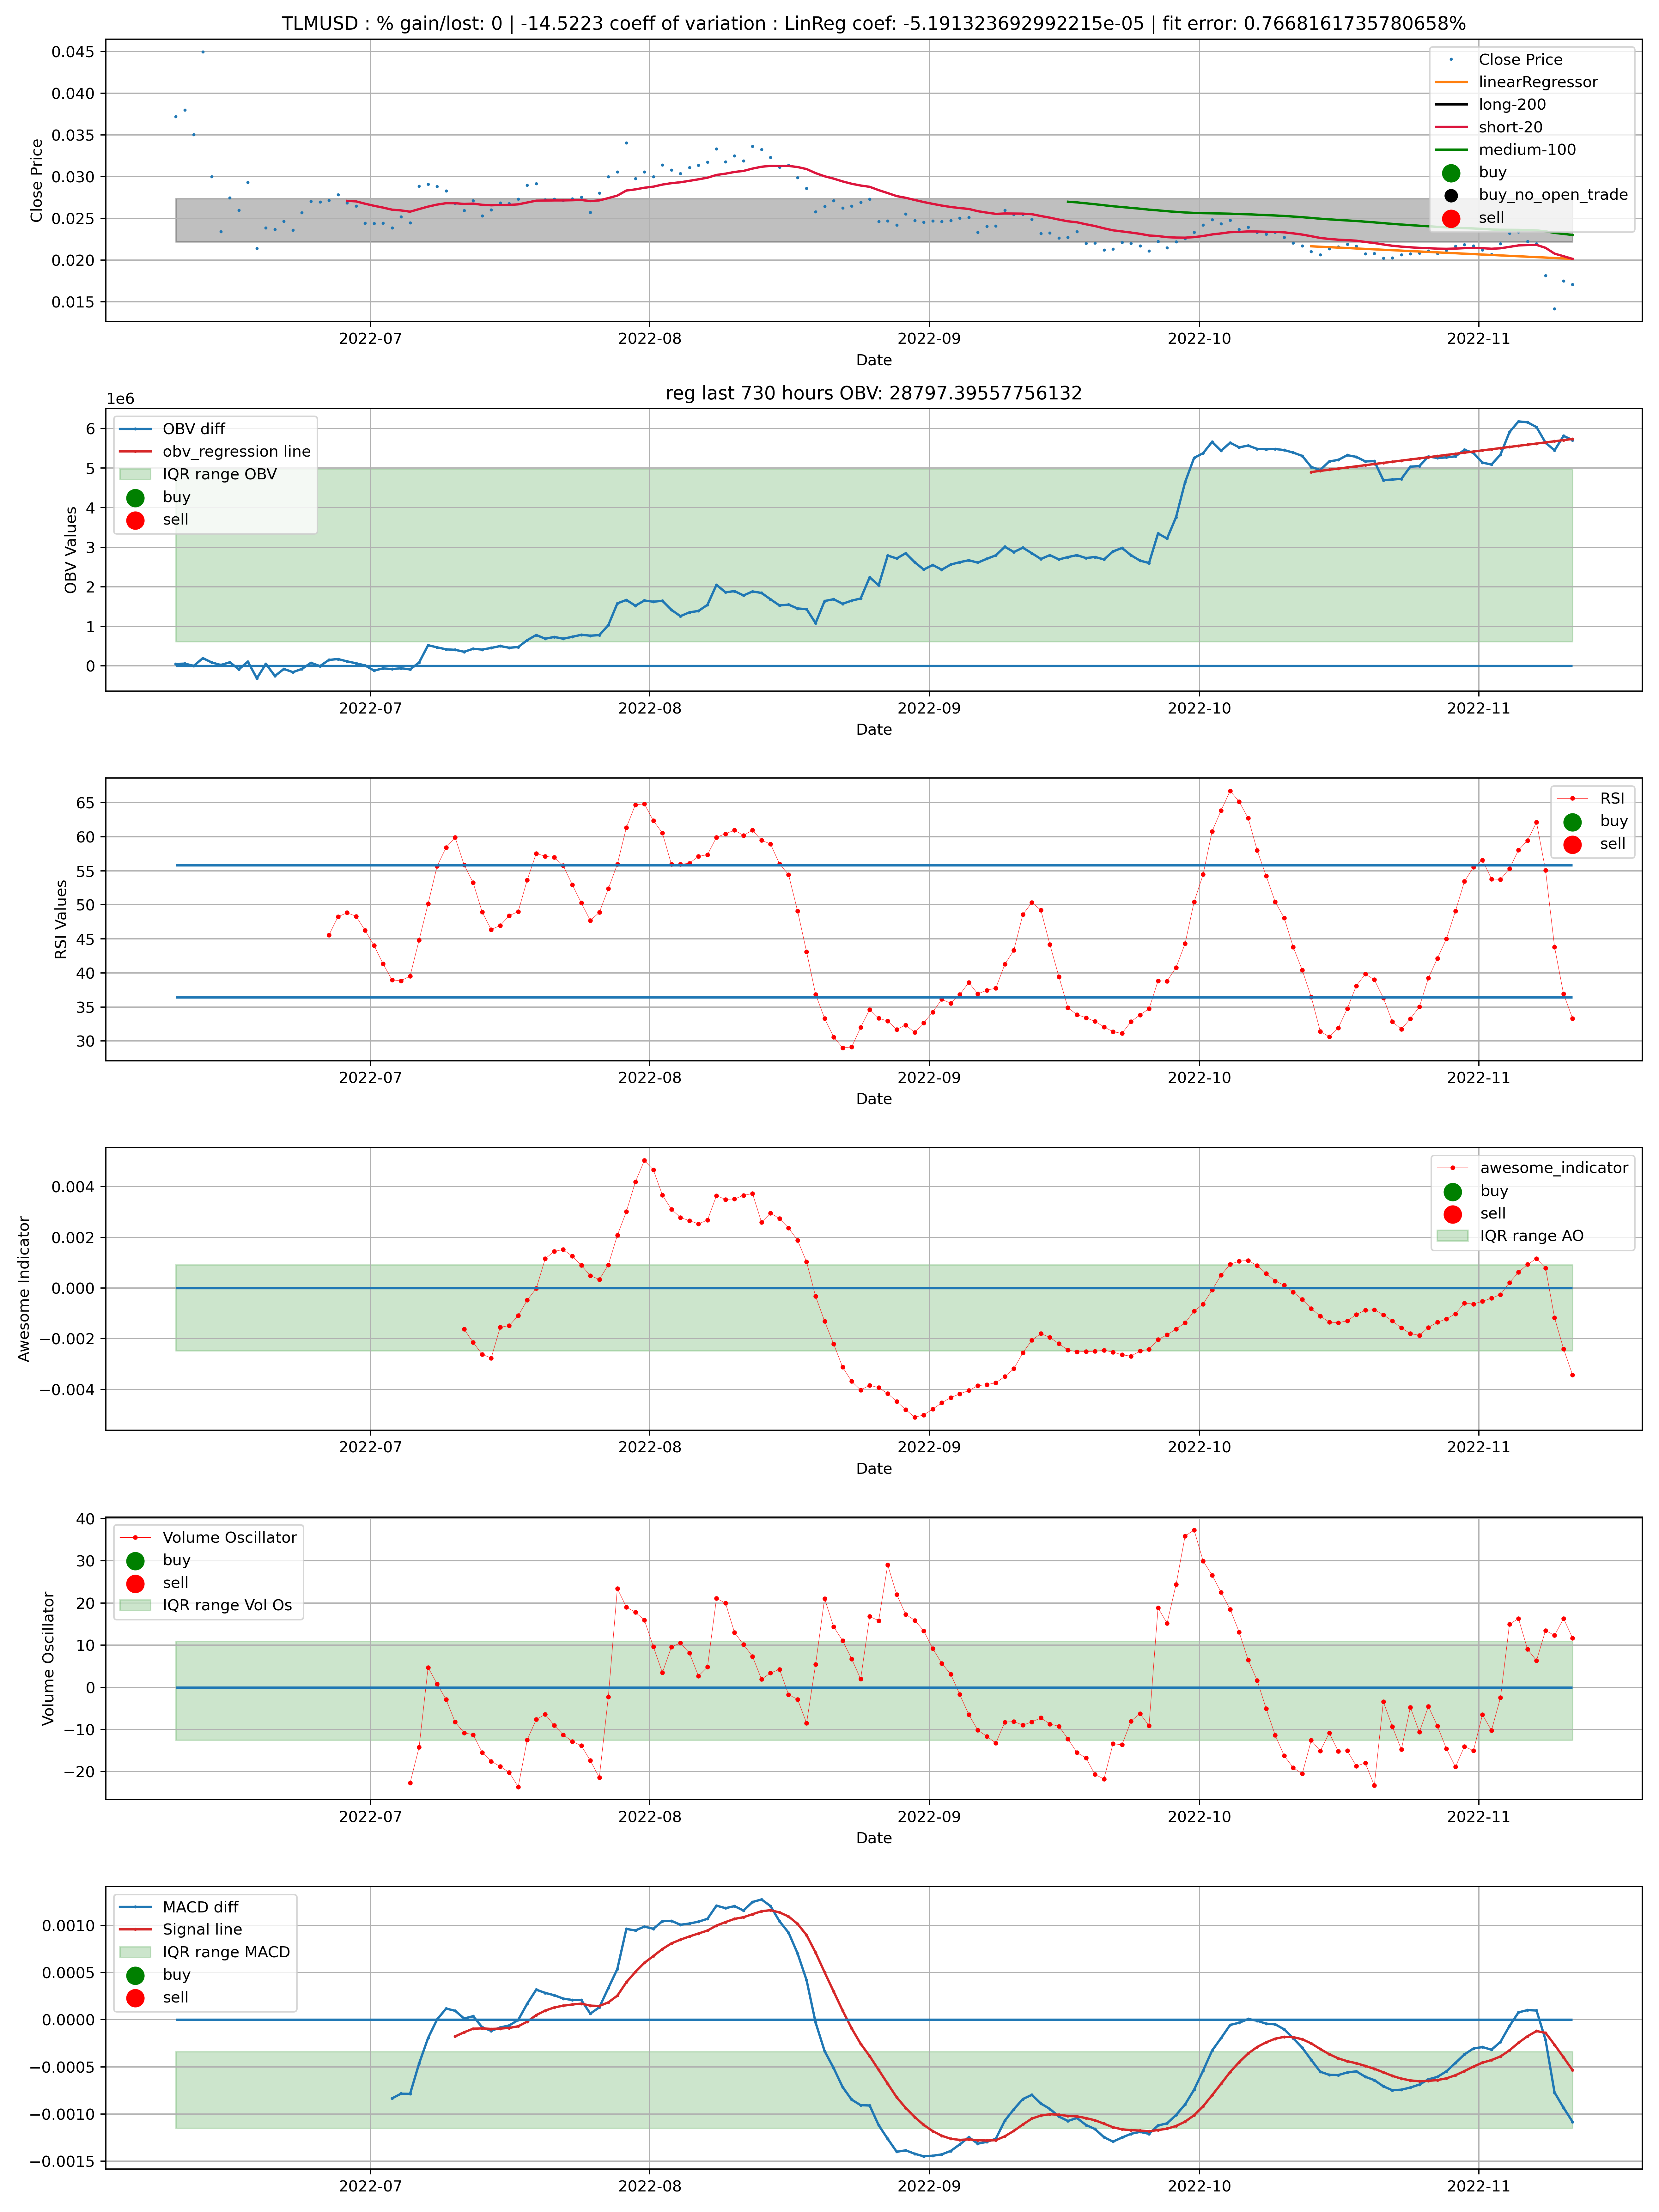 TLMUSD : % gain/lost: 0 | -14.5223 coeff of variation : LinReg coef: -5.191323692992215e-05 | fit error: 0.7668161735780658%
0.045
0.040
0.035
0.030
0.025
0.020
0.015
Close Price
Close Price
linearRegressor
long-200
short-20
medium-100
buy
buy_no_open_trade
sell
2022-07
2022-08
2022-09
2022-10
2022-11
Date
reg last 730 hours OBV: 28797.39557756132
1e6
6
5
4
3
2
1
0
OBV Values
OBV diff
obv_regression line
IQR range OBV
buy
sell
2022-07
2022-08
2022-09
2022-10
2022-11
Date
65
60
55
50
45
40
35
30
RSI Values
RSI
buy
sell
2022-07
2022-08
2022-09
2022-10
2022-11
Date
0.004
0.002
0.000
−0.002
−0.004
Awesome Indicator
awesome_indicator
buy
sell
IQR range AO
2022-07
2022-08
2022-09
2022-10
2022-11
Date
40
30
20
10
0
−10
−20
Volume Oscillator
Volume Oscillator
buy
sell
IQR range Vol Os
2022-07
2022-08
2022-09
2022-10
2022-11
Date
0.0010
0.0005
0.0000
−0.0005
−0.0010
−0.0015
MACD diff
Signal line
IQR range MACD
buy
sell
2022-07
2022-08
2022-09
2022-10
2022-11